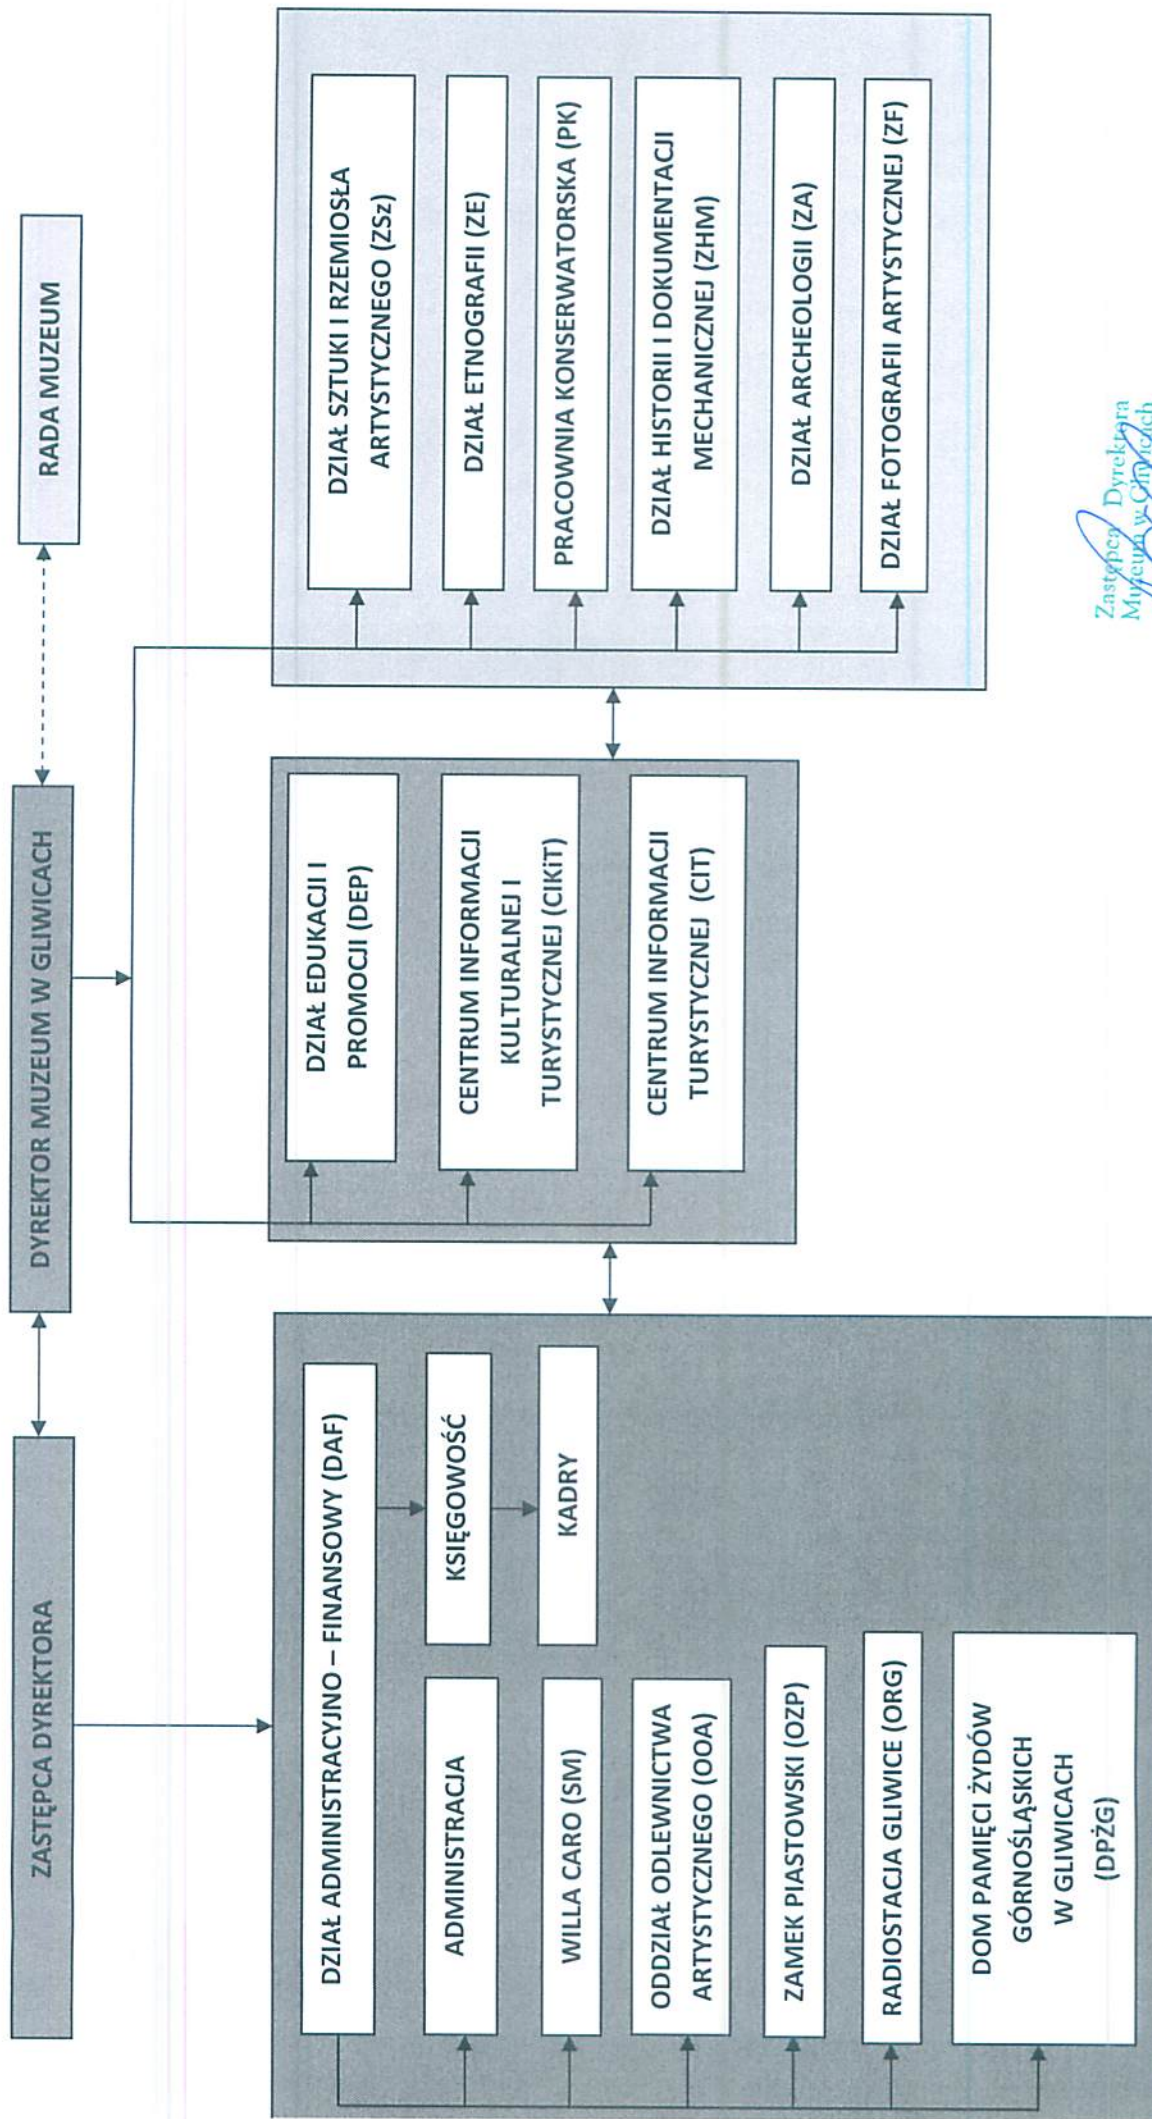 ZASTĘPCA DYREKTORA
DYREKTOR MUZEUM W GLIWICACH
RADA MUZEUM
DZIAŁ ADMINISTRACYJNO – FINANSOWY (DAF)
ADMINISTRACJA
KSIĘGOWOŚĆ
WILLA CARO (SM)
KADRY
ODDZIAŁ ODLEWNICTWA
ARTYSTYCZNEGO (OOA)
ZAMEK PIASTOWSKI (OZP)
RADIOSTACJA GLIWICE (ORG)
DOM PAMIĘCI ŻYDÓW
GÓRNOŚLĄSKICH
W GLIWICACH
(DPŻG)
DZIAŁ EDUKACJI I
PROMOCJI (DEP)
CENTRUM INFORMACJI
KULTURALNEJ I
TURYSTYCZNEJ (CIKiT)
CENTRUM INFORMACJI
TURYSTYCZNEJ (CIT)
DZIAŁ SZTUKI I RZEMIOSŁA
ARTYSTYCZNEGO (ZSz)
DZIAŁ ETNOGRAFII (ZE)
PRACOWNIA KONSERWATORSKA (PK)
DZIAŁ HISTORII I DOKUMENTACJI
MECHANICZNEJ (ZHM)
DZIAŁ ARCHEOLOGII (ZA)
DZIAŁ FOTOGRAFII ARTYSTYCZNEJ (ZF)
Zastępca Dyrektora
Muzeum w Gliwicach